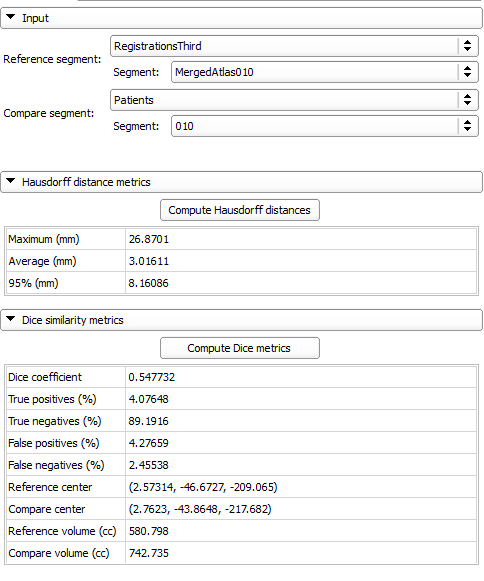 Input
Reference segment:
RegistrationsThird
Segment: MergedAtlas010
Compare segment:
Patients
Segment: 010
Hausdorff distance metrics
Compute Hausdorff distances
Maximum (mm) 26.8701
Average (mm) 3.01611
95% (mm) 8.16086
Dice similarity metrics
Compute Dice metrics
Dice coefficient 0.547732
True positives (%) 4.07648
True negatives (%) 89.1916
False positives (%) 4.27659
False negatives (%) 2.45538
Reference center (2.57314, -46.6727, -209.065)
Compare center (2.7623, -43.8648, -217.682)
Reference volume (cc) 580.798
Compare volume (cc) 742.735